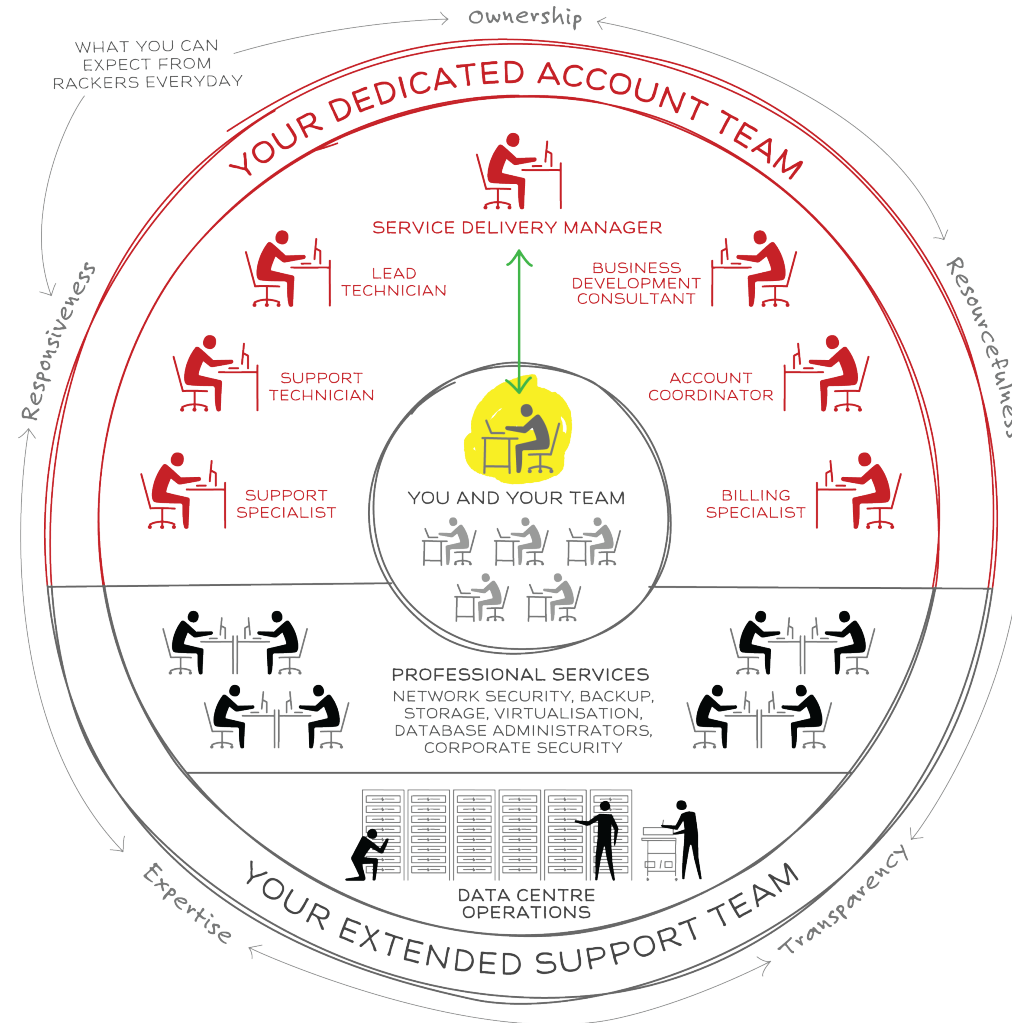 Ownership
WHAT YOU CAN
EXPECT FROM
RACKERS EVERYDAY
YOUR DEDICATED ACCOUNT TEAM
SERVICE DELIVERY MANAGER
LEAD
TECHNICIAN
BUSINESS
DEVELOPMENT
CONSULTANT
Responsiveness
Resourcefulness
SUPPORT
TECHNICIAN
ACCOUNT
COORDINATOR
SUPPORT
SPECIALIST
YOU AND YOUR TEAM
BILLING
SPECIALIST
PROFESSIONAL SERVICES
NETWORK SECURITY, BACKUP,
STORAGE, VIRTUALISATION,
DATABASE ADMINISTRATORS,
CORPORATE SECURITY
DATA CENTRE
OPERATIONS
YOUR EXTENDED SUPPORT TEAM
Expertise
Transparency